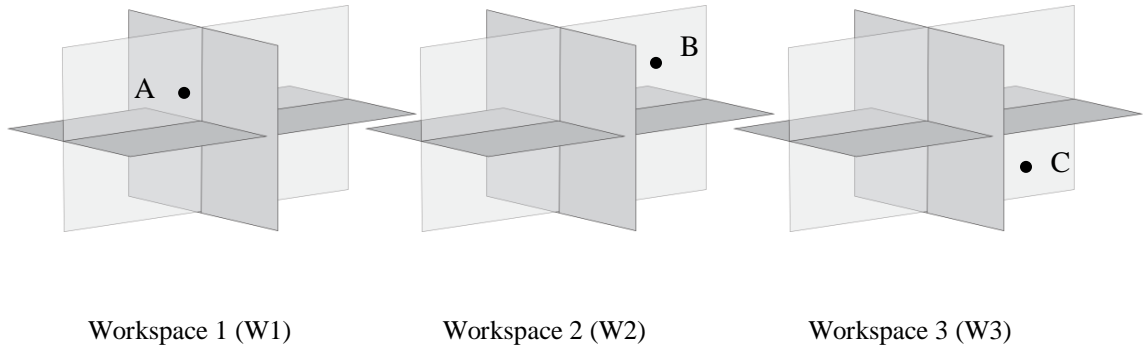 A
B
C
Workspace 1 (W1)
Workspace 2 (W2)
Workspace 3 (W3)